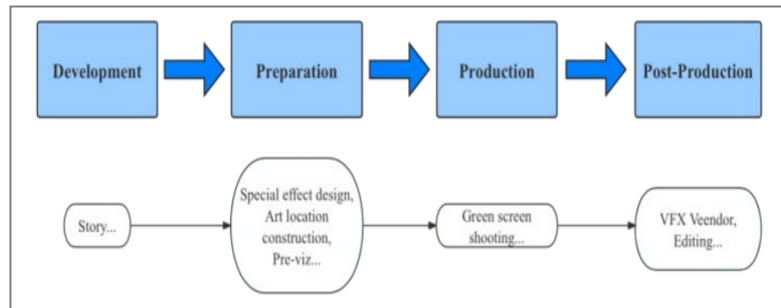 Development
Preparation
Production
Post-Production
Story...
Special effect design,
Art location
construction,
Pre-viz...
Green screen
shooting...
VFX Veendor,
Editing...